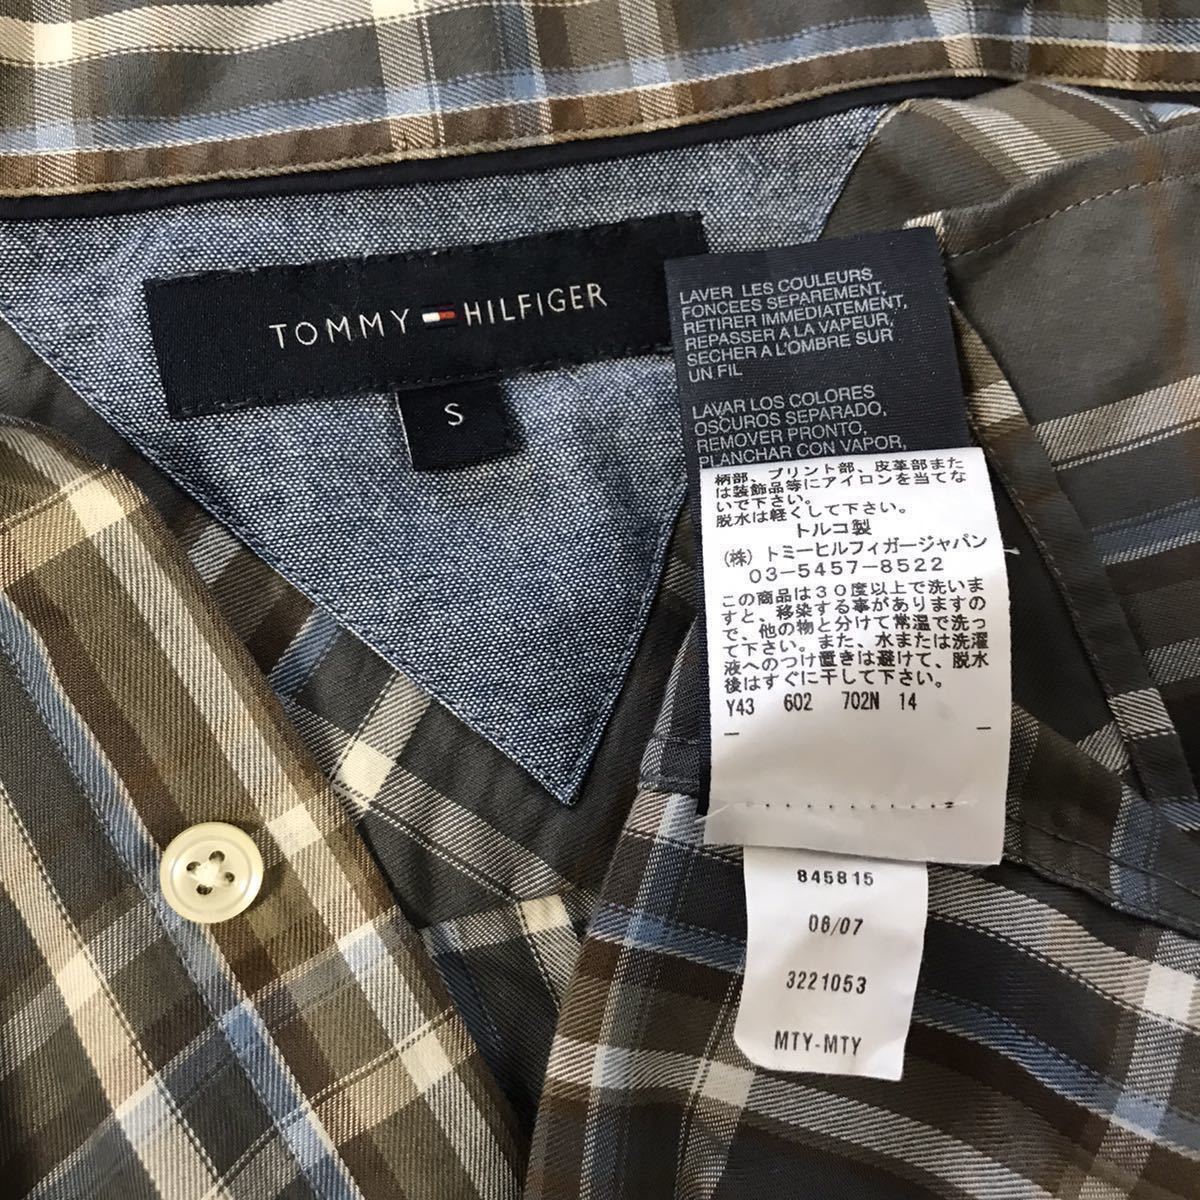 TOMMY HILFIGER
S
LAVER LES COULEURS
FONCEES SEPAREMENT,
RETIRER IMMEDIATEMENT,
REPASSER A LA VAPEUR,
SECHER A L'OMBRE SUR
UN FIL
LAVAR LOS COLORES
OSCUROS SEPARADO,
REMOVER PRONTO,
PLANCHAR CON VAPOR,
柄部、プリント部、皮革部また
は装飾品等にアイロンを当てな
いで下さい。
脱水は軽くして下さい。
トルコ製
(株)トミーヒルフィガージャパン
03-5457-8522
この商品は30度以上で洗いま
すと、移染する事がありますの
で、他の物と分けて常温で洗っ
て下さい。また、水または洗濯
液へのつけ置きは避けて、脱水
後はすぐに干して下さい。
Y43 602 702N 14
845815
06/07
3221053
MTY-MTY